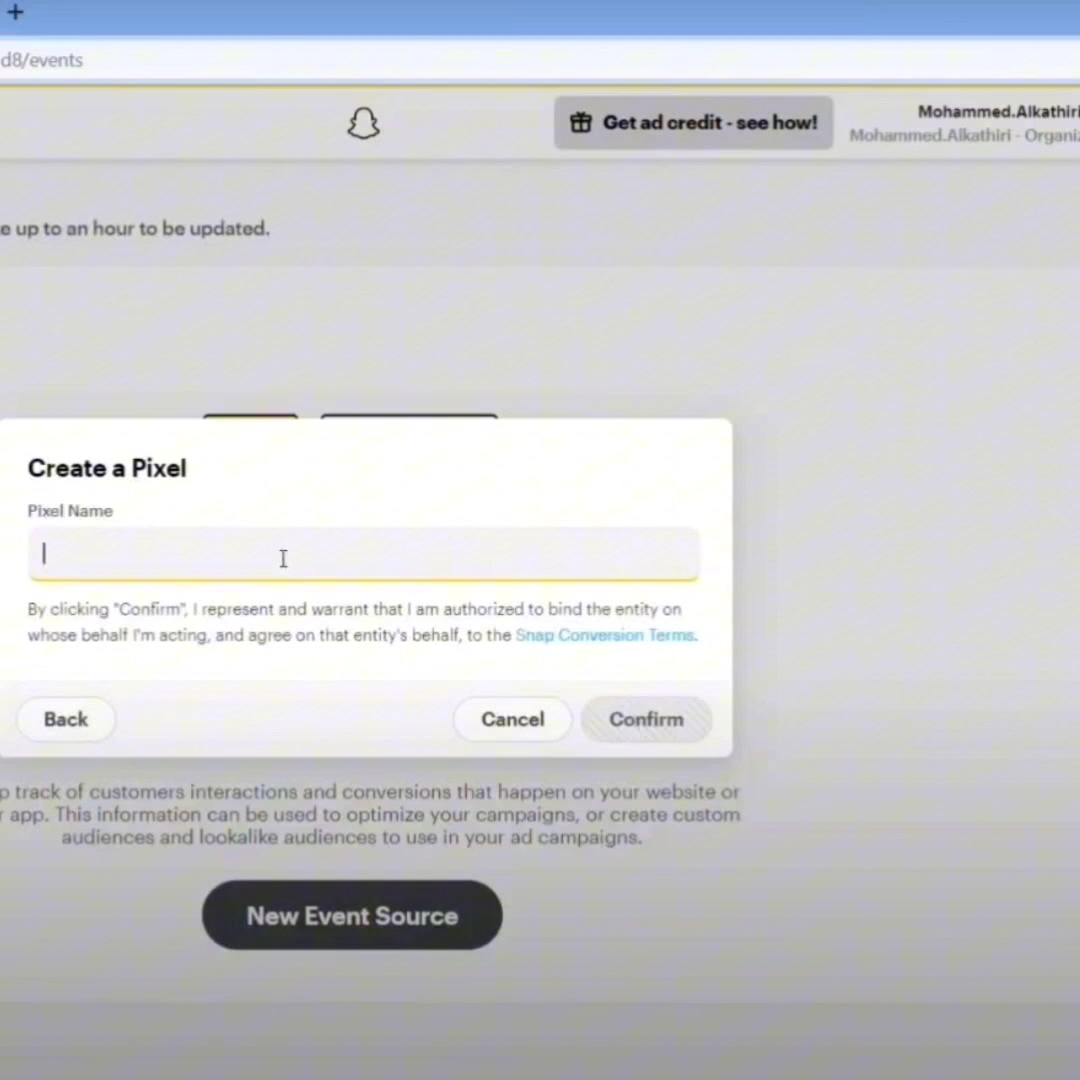 +
d8/events
Get ad credit - see how!
Mohammed.Alkathiri
Mohammed.Alkathiri - Organiz
e up to an hour to be updated.
Create a Pixel
Pixel Name
By clicking "Confirm", I represent and warrant that I am authorized to bind the entity on
whose behalf I'm acting, and agree on that entity's behalf, to the Snap Conversion Terms.
Back
Cancel
Confirm
p track of customers interactions and conversions that happen on your website or
r app. This information can be used to optimize your campaigns, or create custom
audiences and lookalike audiences to use in your ad campaigns.
New Event Source